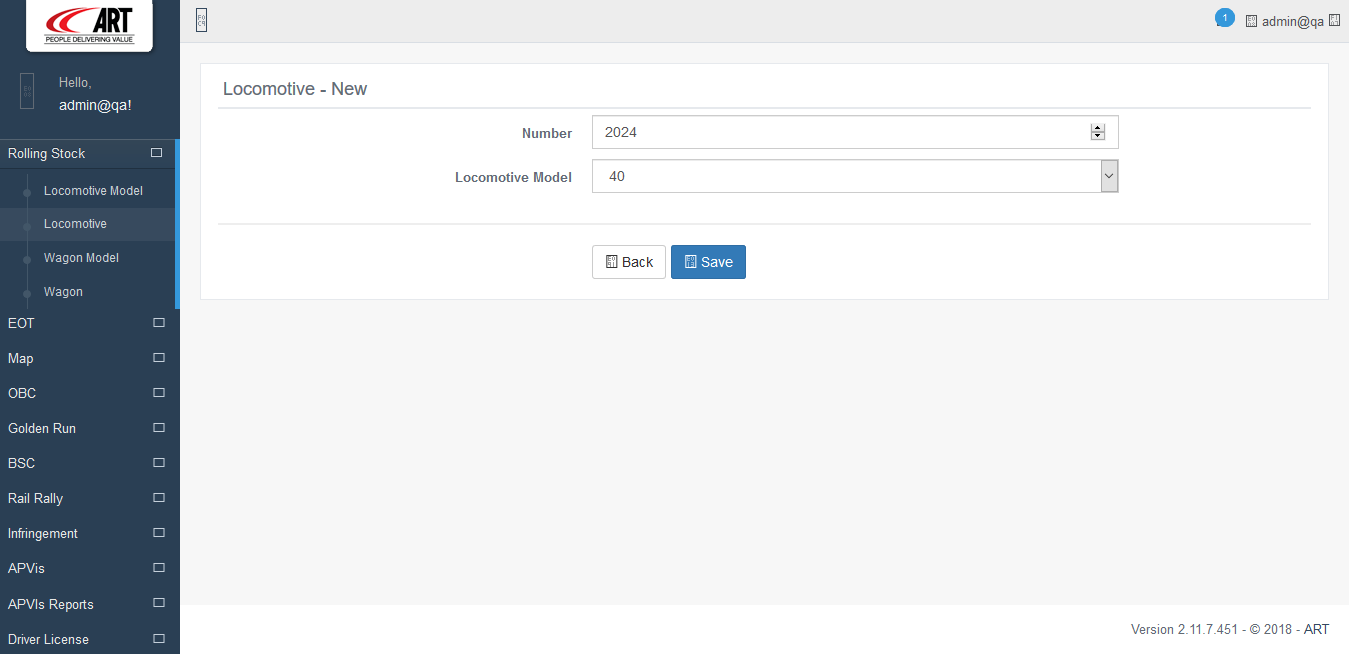 ART
PEOPLE DELIVERING VALUE
1
admin@qa
Hello,
admin@qa!
Locomotive - New
Number
2024
Locomotive Model
40
Back
Save
Rolling Stock
Locomotive Model
Locomotive
Wagon Model
Wagon
EOT
Map
OBC
Golden Run
BSC
Rail Rally
Infringement
APVis
APVIs Reports
Driver License
Version 2.11.7.451 - © 2018 - ART